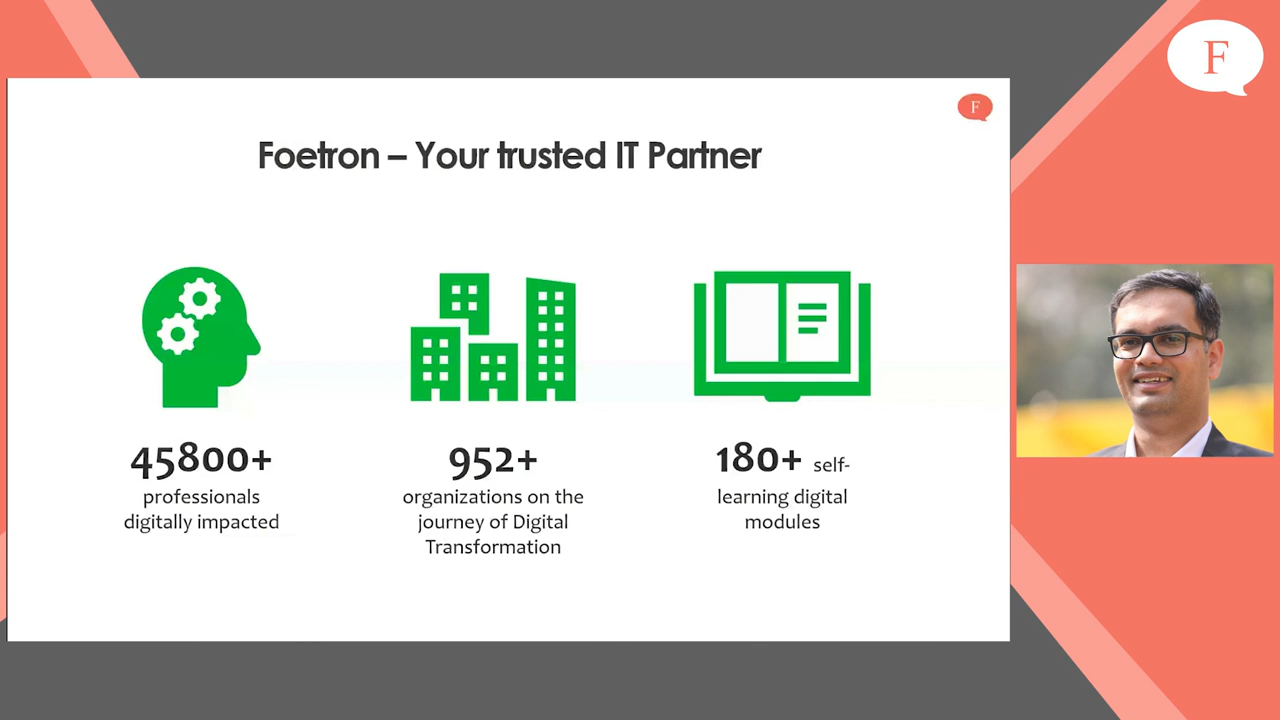 F
F
Foetron – Your trusted IT Partner
45800+
professionals
digitally impacted
952+
organizations on the
journey of Digital
Transformation
180+ self-
learning digital
modules